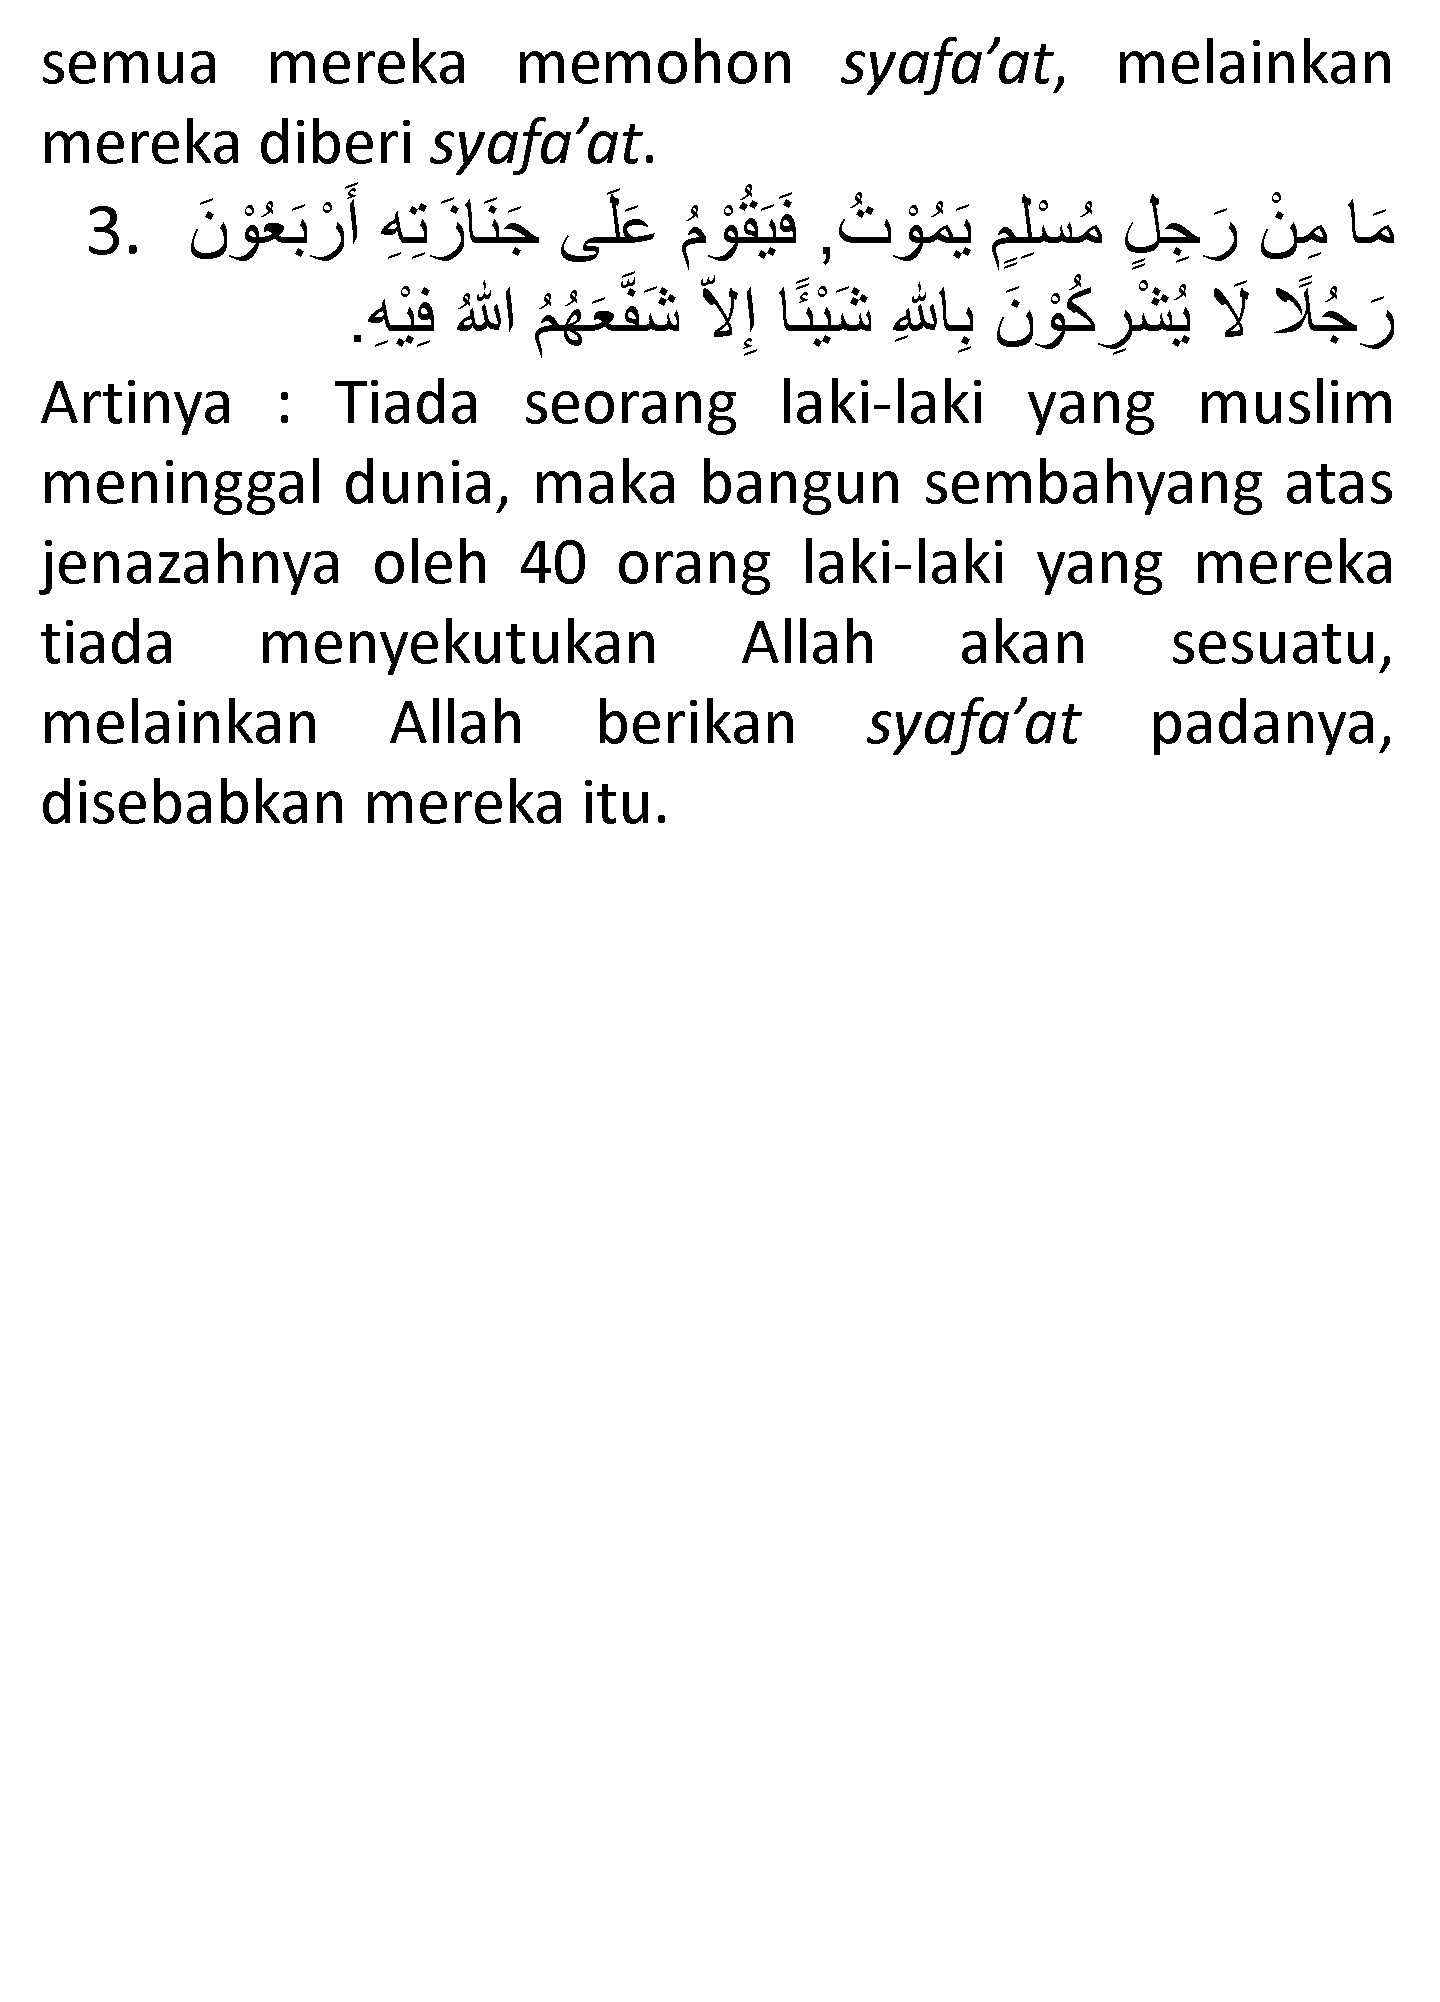 semua mereka memohon syafa’at, melainkan
mereka diberi syafa’at.
3. مَا مِنْ رَجِلٍ مُسْلِمٍ يَمُوْتُ, فَيَقُوْمُ عَلَى جَنَازَتِهِ أَرْبَعُوْنَ
رَجُلًا لَا يُشْرِكُوْنَ بِاللهِ شَيْئًا إِلاّ شَفَّعَهُمُ اللهُ فِيْهِ.
Artinya : Tiada seorang laki-laki yang muslim
meninggal dunia, maka bangun sembahyang atas
jenazahnya oleh 40 orang laki-laki yang mereka
tiada menyekutukan Allah akan sesuatu,
melainkan Allah berikan syafa’at padanya,
disebabkan mereka itu.